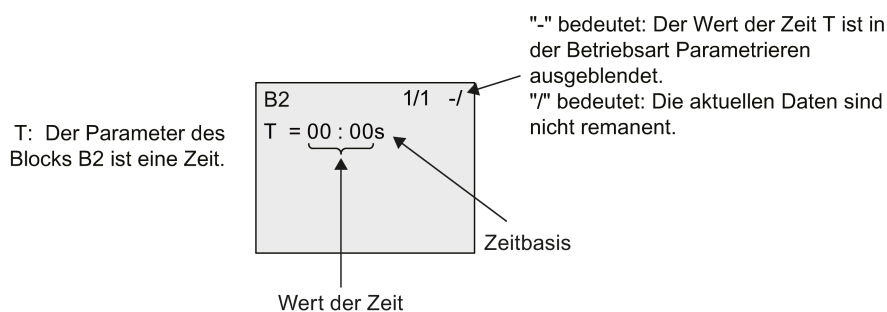 "-" bedeutet: Der Wert der Zeit T ist in
der Betriebsart Parametrieren
ausgeblendet.
"/" bedeutet: Die aktuellen Daten sind
nicht remanent.
B2 1/1 -/
T = 00 : 00s
T: Der Parameter des
Blocks B2 ist eine Zeit.
Zeitbasis
Wert der Zeit